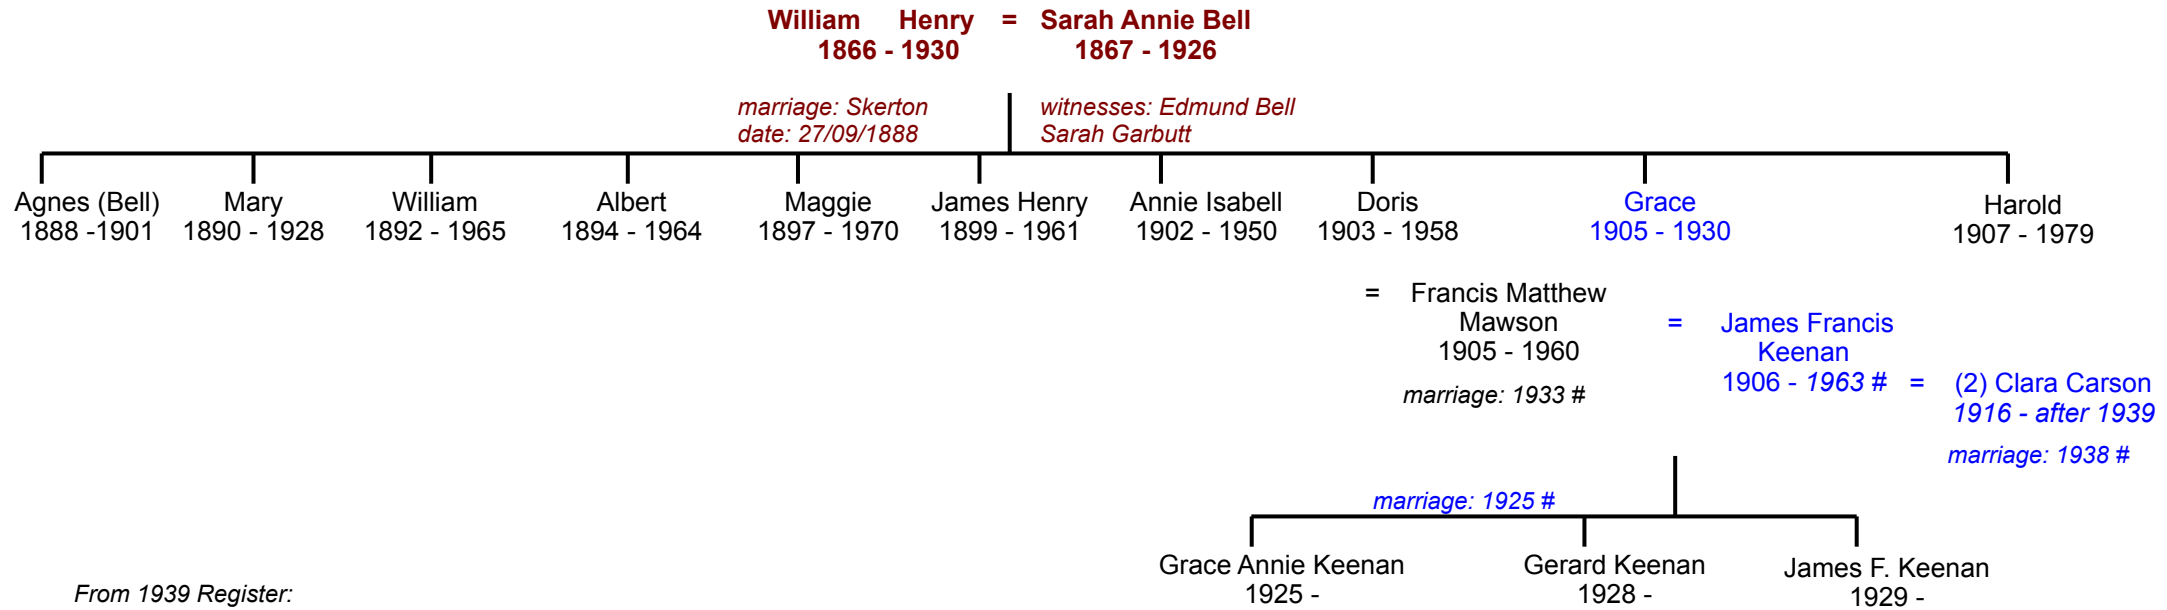 William Henry = Sarah Annie Bell
1866 - 1930 1867 - 1926
marriage: Skerton witnesses: Edmund Bell
date: 27/09/1888 Sarah Garbutt
Agnes (Bell) Mary William Albert Maggie James Henry Annie Isabell Doris Grace Harold
1888 -1901 1890 - 1928 1892 - 1965 1894 - 1964 1897 - 1970 1899 - 1961 1902 - 1950 1903 - 1958 1905 - 1930 1907 - 1979
= Francis Matthew
Mawson
1905 - 1960
marriage: 1933 #
= James Francis
Keenan
1906 - 1963 # = (2) Clara Carson
1916 - after 1939
marriage: 1938 #
marriage: 1925 #
Grace Annie Keenan Gerard Keenan James F. Keenan
1925 - 1928 - 1929 -
From 1939 Register: